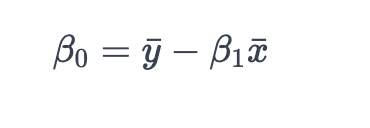 β₀ = ȳ − β₁x̄